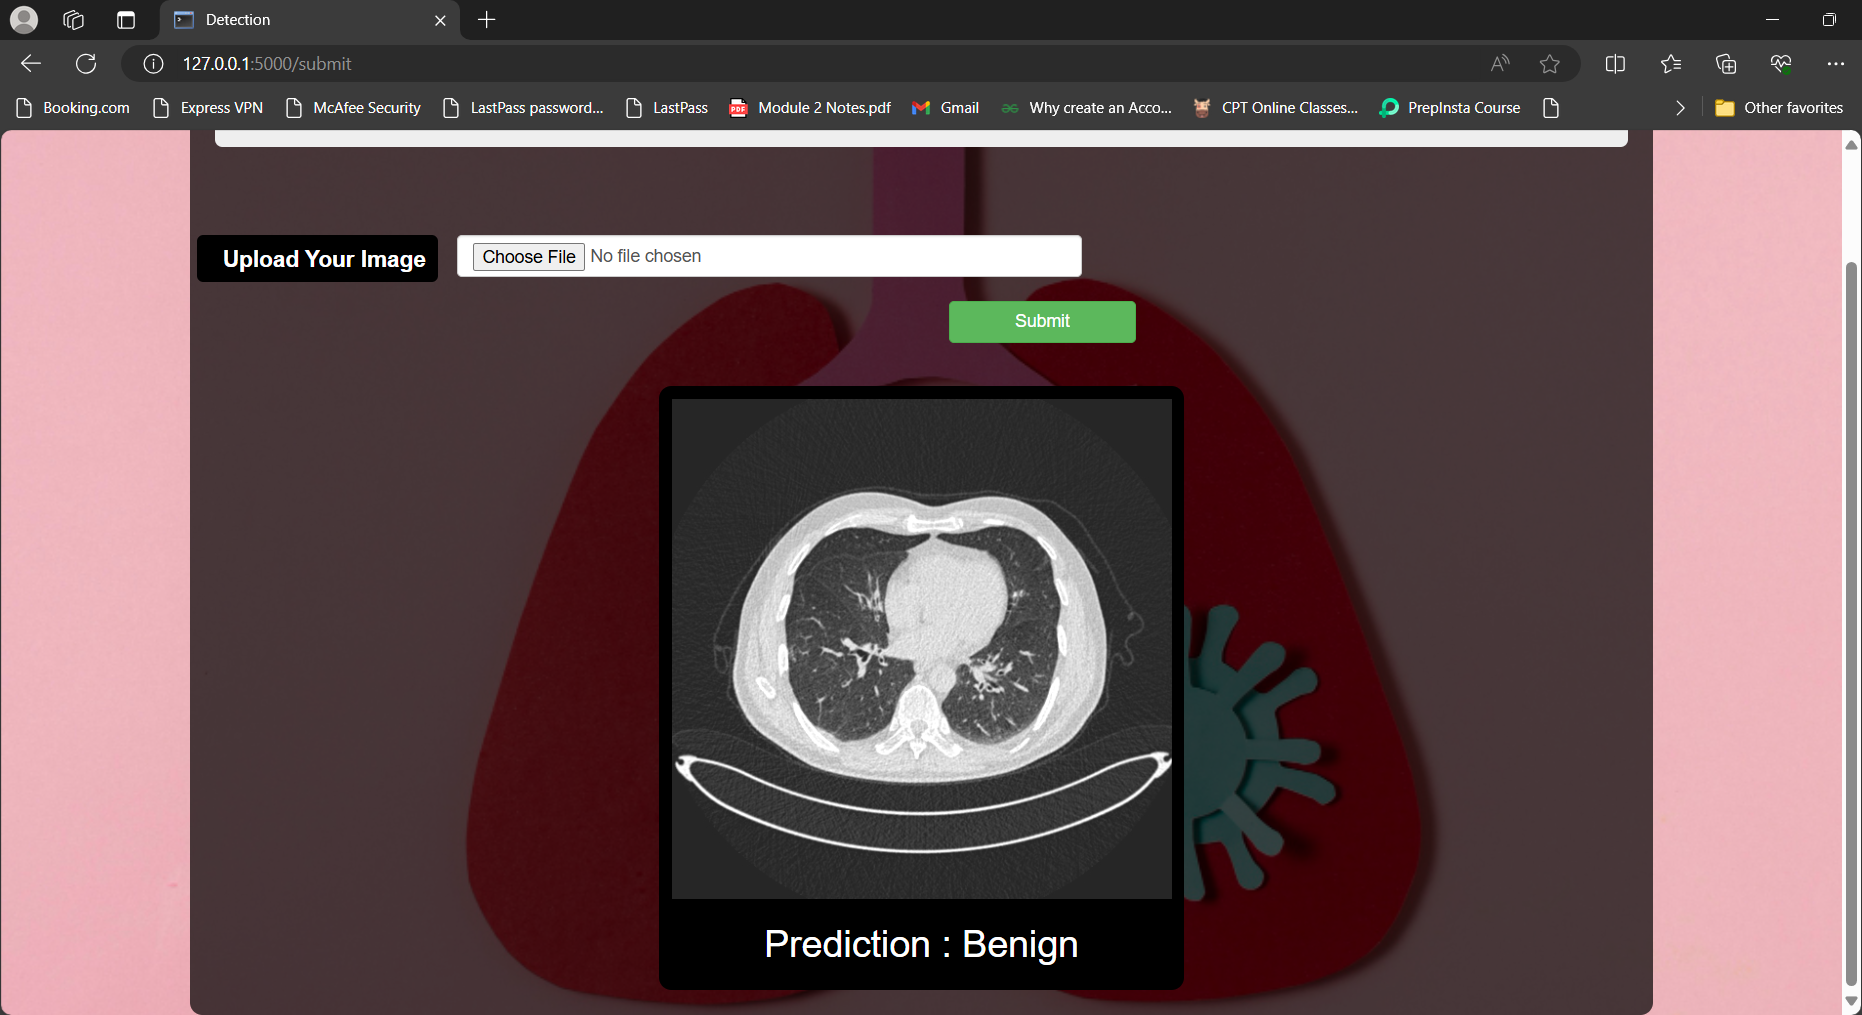 Detection
127.0.0.1:5000/submit
Booking.com Express VPN McAfee Security LastPass password... LastPass Module 2 Notes.pdf Gmail Why create an Acco... CPT Online Classes... PrepInsta Course Other favorites
Upload Your Image Choose File No file chosen
Submit
Prediction : Benign